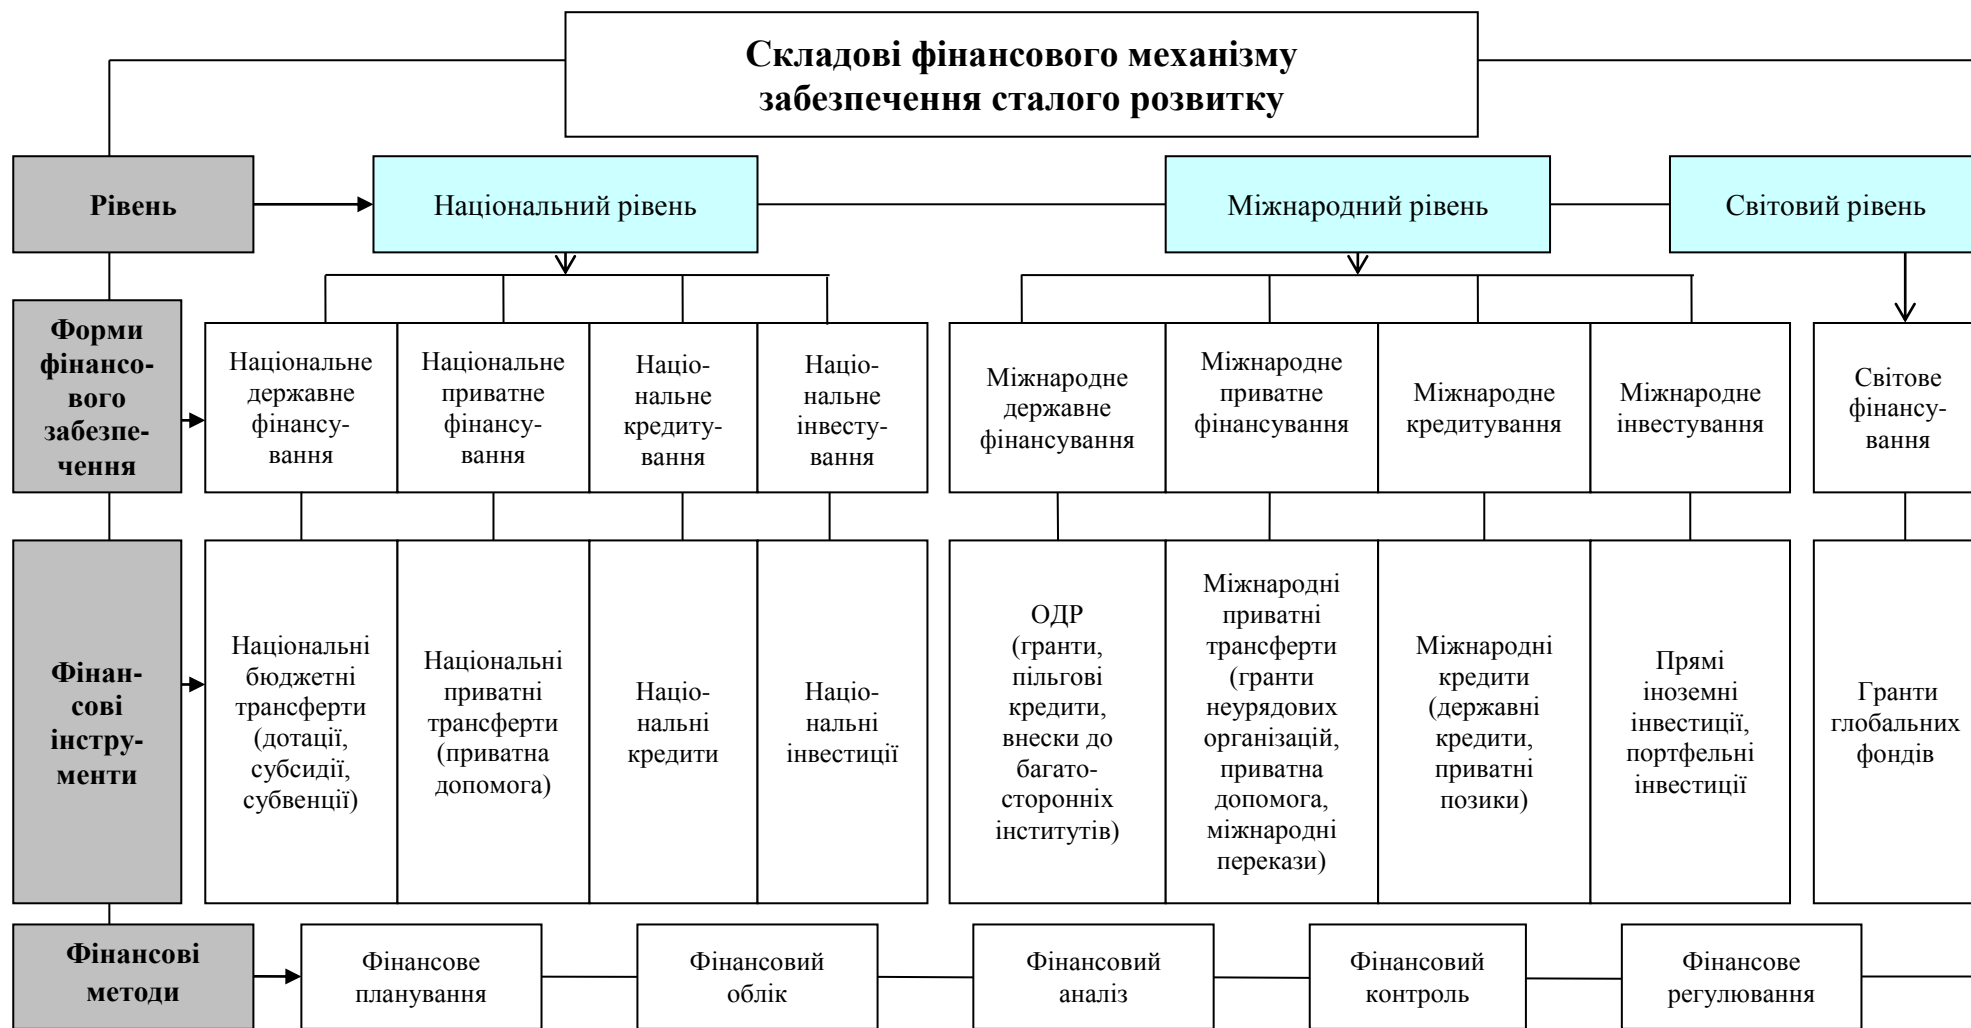 Складові фінансового механізму
забезпечення сталого розвитку
Рівень
Національний рівень
Міжнародний рівень
Світовий рівень
Форми
фінансо-
вого
забезпе-
чення
Національне
державне
фінансу-
вання
Національне
приватне
фінансу-
вання
Націо-
нальне
кредиту-
вання
Націо-
нальне
інвесту-
вання
Міжнародне
державне
фінансування
Міжнародне
приватне
фінансування
Міжнародне
кредитування
Міжнародне
інвестування
Світове
фінансу-
вання
Фінан-
сові
інстру-
менти
Національні
бюджетні
трансферти
(дотації,
субсидії,
субвенції)
Національні
приватні
трансферти
(приватна
допомога)
Націо-
нальні
кредити
Націо-
нальні
інвестиції
ОДР
(гранти,
пільгові
кредити,
внески до
багато-
сторонніх
інститутів)
Міжнародні
приватні
трансферти
(гранти
неурядових
організацій,
приватна
допомога,
міжнародні
перекази)
Міжнародні
кредити
(державні
кредити,
приватні
позики)
Прямі
іноземні
інвестиції,
портфельні
інвестиції
Гранти
глобальних
фондів
Фінансові
методи
Фінансове
планування
Фінансовий
облік
Фінансовий
аналіз
Фінансовий
контроль
Фінансове
регулювання